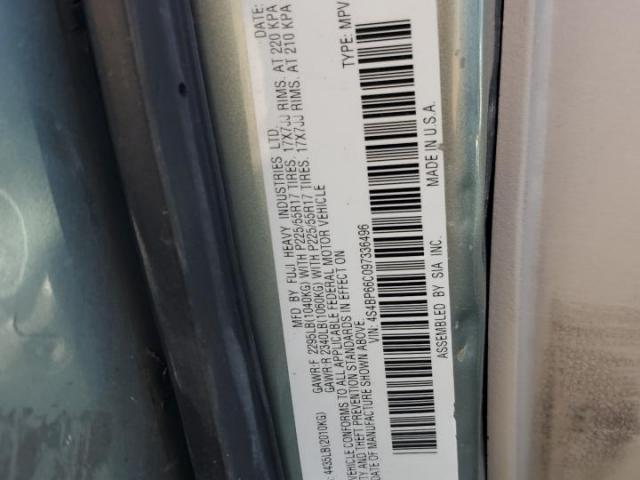 MFD BY FUJI HEAVY INDUSTRIES LTD. DATE:
4435LB(2010KG)
GAWR:F 2295LB(1040KG) WITH P225/55R17 TIRES. 17X7JJ RIMS. AT 220 KPA
GAWR:R 2340LB(1060KG) WITH P225/55R17 TIRES. 17X7JJ RIMS. AT 210 KPA
VEHICLE CONFORMS TO ALL APPLICABLE FEDERAL MOTOR VEHICLE
AND THEFT PREVENTION STANDARDS IN EFFECT ON
DATE OF MANUFACTURE SHOWN ABOVE.
VIN: 4S4BP66C097336496 TYPE: MPV
ASSEMBLED BY SIA INC. MADE IN U.S.A.